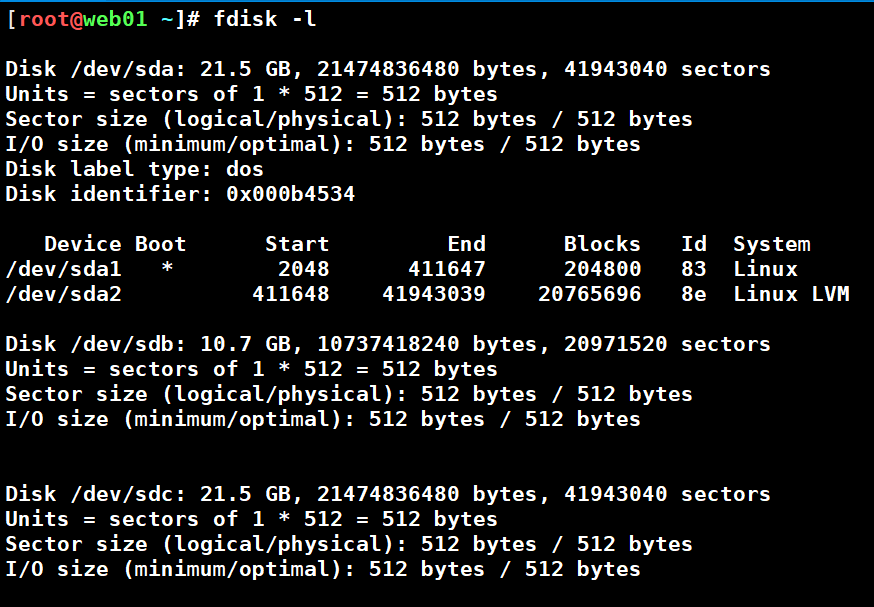 [root@web01 ~]# fdisk -l
Disk /dev/sda: 21.5 GB, 21474836480 bytes, 41943040 sectors
Units = sectors of 1 * 512 = 512 bytes
Sector size (logical/physical): 512 bytes / 512 bytes
I/O size (minimum/optimal): 512 bytes / 512 bytes
Disk label type: dos
Disk identifier: 0x000b4534
   Device Boot      Start         End      Blocks   Id  System
/dev/sda1   *        2048      411647      204800   83  Linux
/dev/sda2          411648    41943039    20765696   8e  Linux LVM
Disk /dev/sdb: 10.7 GB, 10737418240 bytes, 20971520 sectors
Units = sectors of 1 * 512 = 512 bytes
Sector size (logical/physical): 512 bytes / 512 bytes
I/O size (minimum/optimal): 512 bytes / 512 bytes
Disk /dev/sdc: 21.5 GB, 21474836480 bytes, 41943040 sectors
Units = sectors of 1 * 512 = 512 bytes
Sector size (logical/physical): 512 bytes / 512 bytes
I/O size (minimum/optimal): 512 bytes / 512 bytes